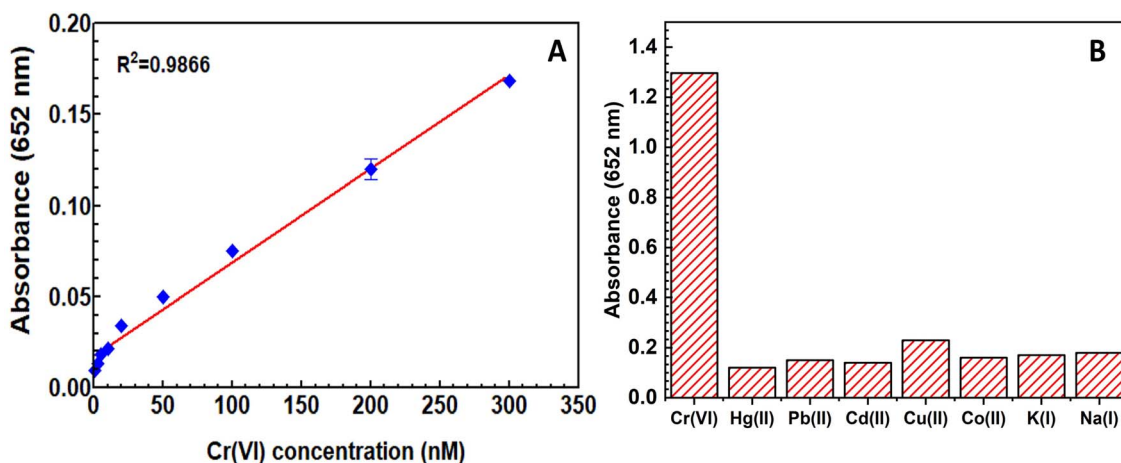 A
R²=0.9866
Absorbance (652 nm)
0.20
0.15
0.10
0.05
0.00
0 50 100 150 200 250 300 350
Cr(VI) concentration (nM)
B
Absorbance (652 nm)
1.4
1.2
1.0
0.8
0.6
0.4
0.2
0.0
Cr(VI) Hg(II) Pb(II) Cd(II) Cu(II) Co(II) K(I) Na(I)